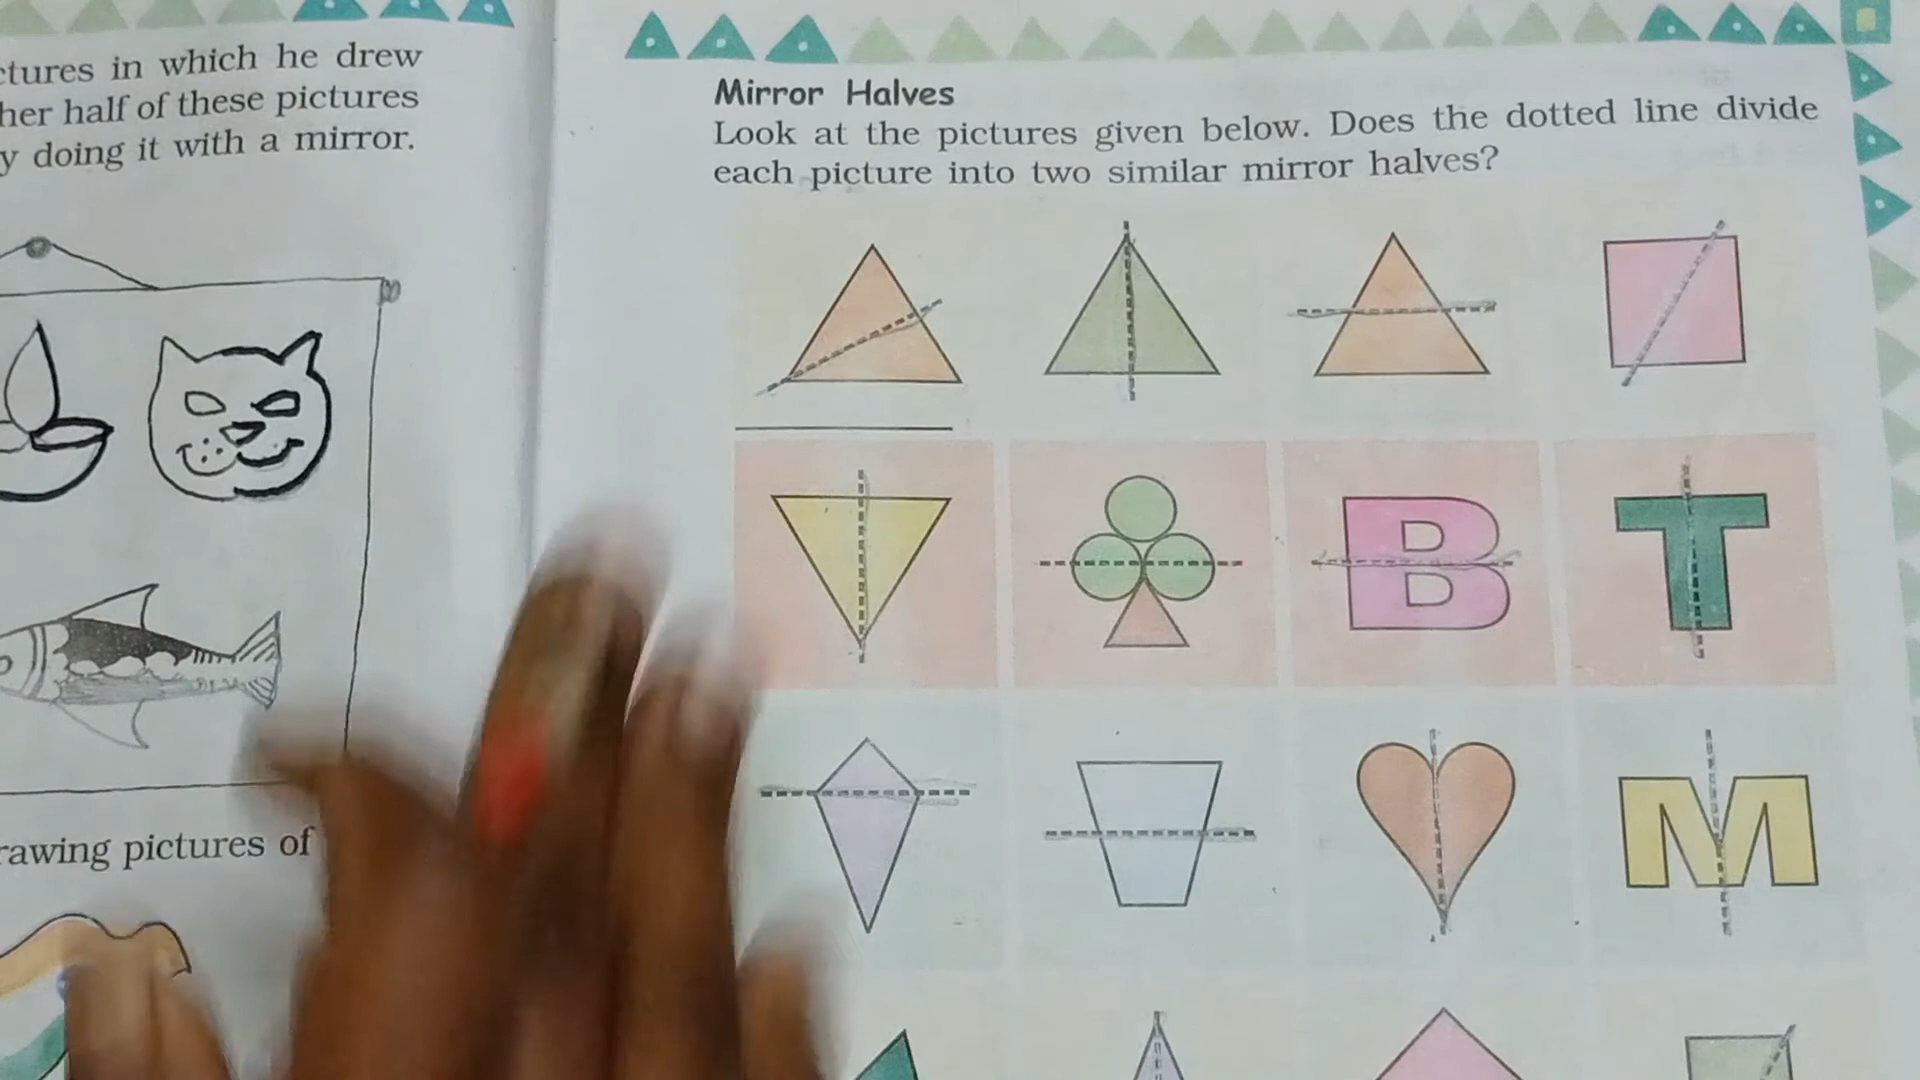 ctures in which he drew
her half of these pictures
y doing it with a mirror.
rawing pictures of
Mirror Halves
Look at the pictures given below. Does the dotted line divide
each picture into two similar mirror halves?
B T
M